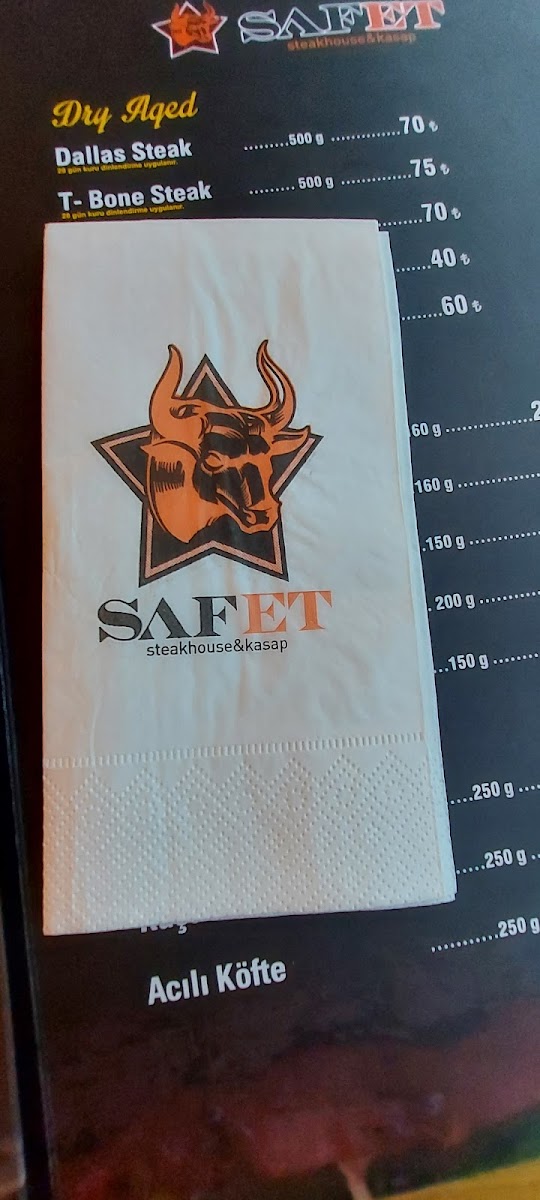 SAFET
steakhouse&kasap
Dry Aged
Dallas Steak ..........500 g ..............70 ₺
28 gün kuru dinlendirme uygulanır.
T- Bone Steak ......... 500 g ..............75 ₺
28 gün kuru dinlendirme uygulanır.
........70 ₺
......40 ₺
........60 ₺
60 g ................2
160 g ...............
.150 g ...............
. 200 g .............
...150 g .............
SAFET
steakhouse&kasap
....250 g .....
.....250 g ..
...........250 g
Acılı Köfte